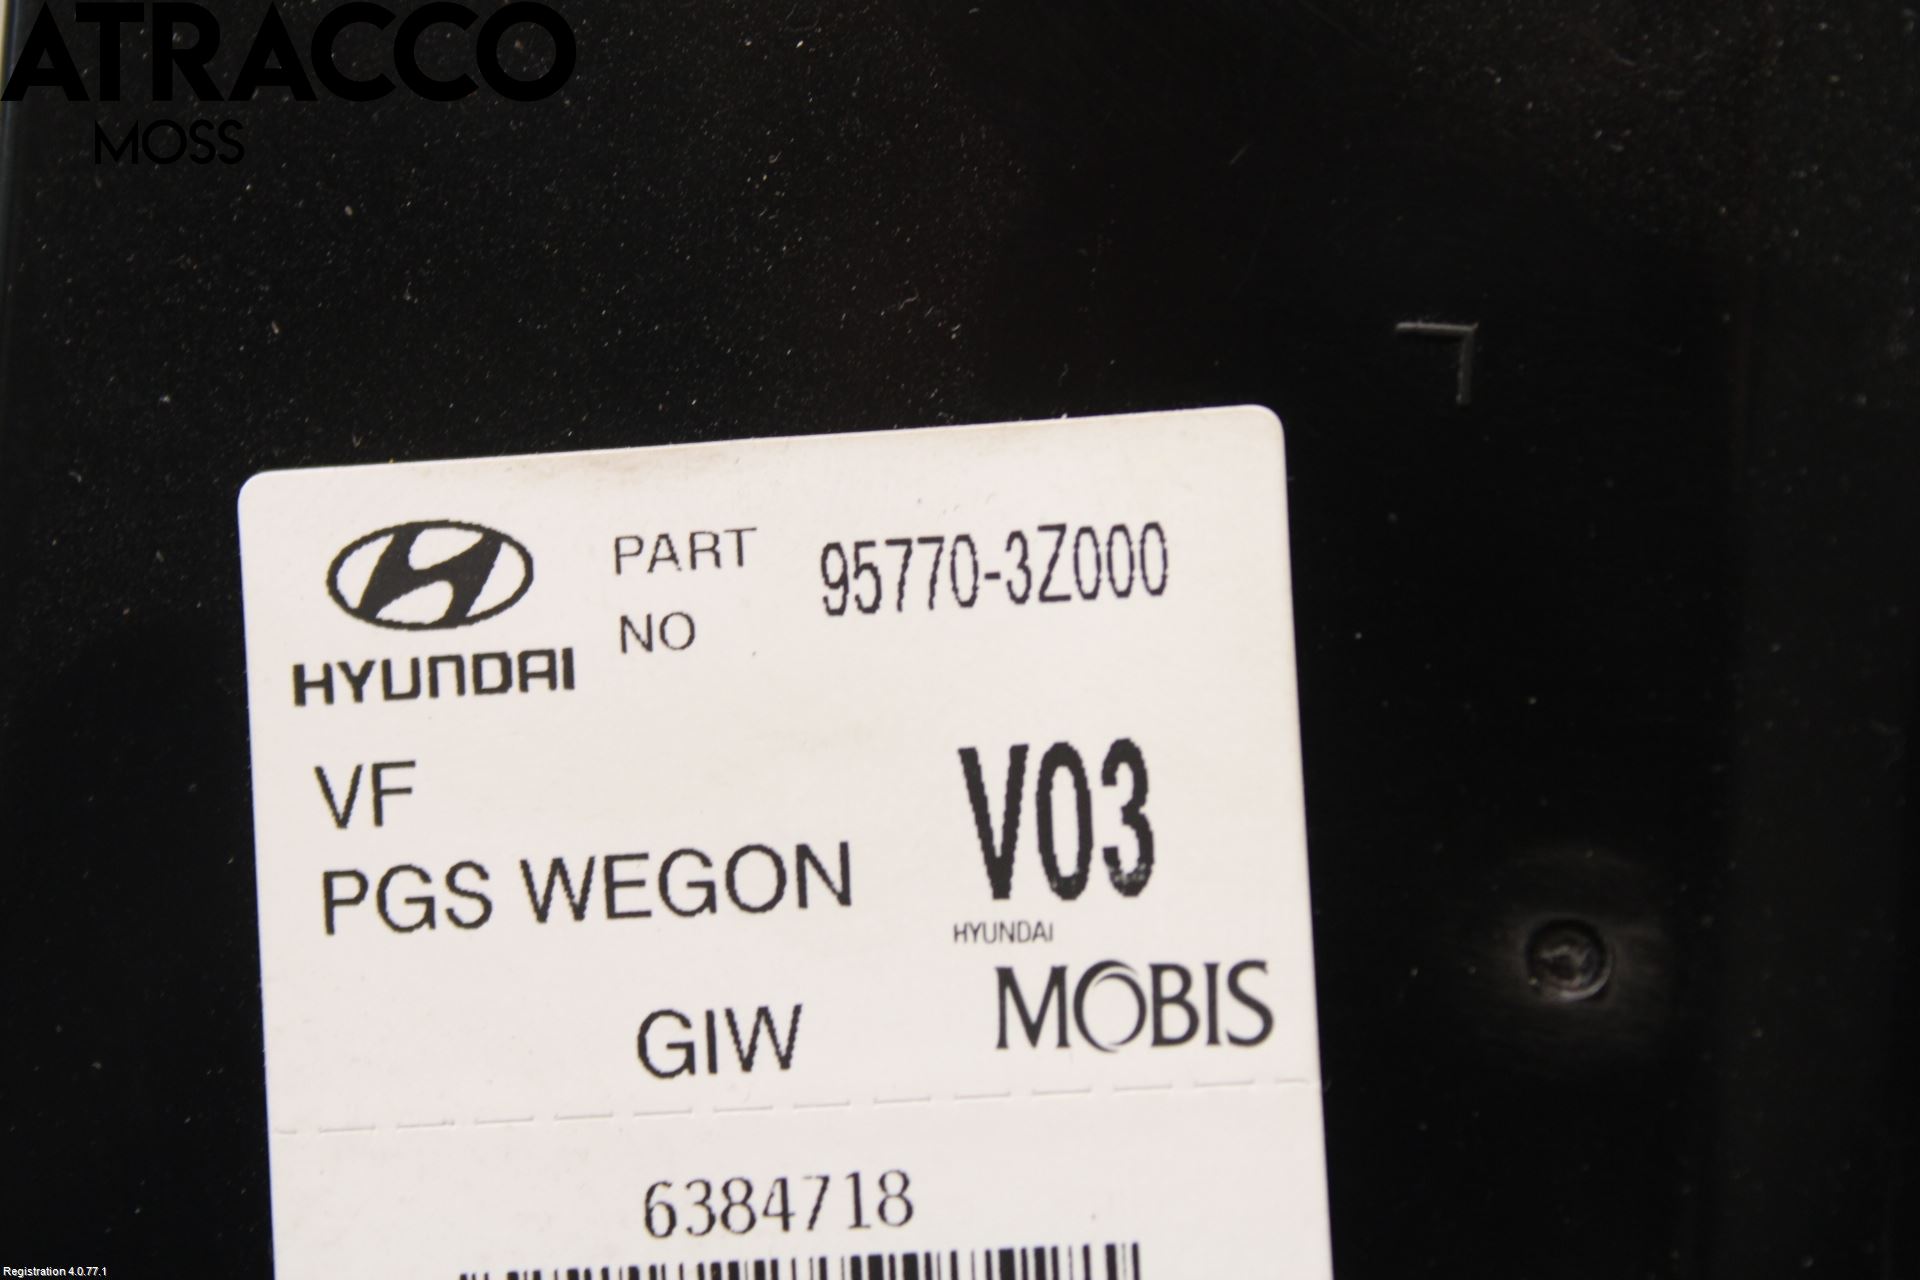 ATRACCO
MOSS
PART NO 95770-3Z000
HYUNDAI
VF
V03
PGS WEGON
HYUNDAI
MOBIS
GIW
6384718
Registration 4.0.77.1